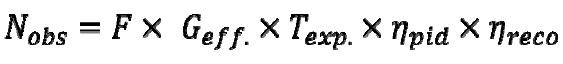 N_obs = F × G_eff. × T_exp. × η_pid × η_reco